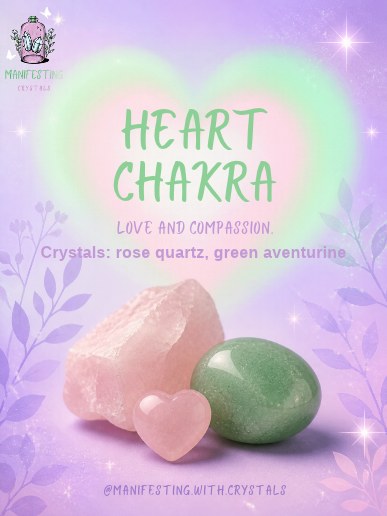 MANIFESTING
CRYSTALS
HEART
CHAKRA
LOVE AND COMPASSION.
Crystals: rose quartz, green aventurine
@MANIFESTING.WITH.CRYSTALS